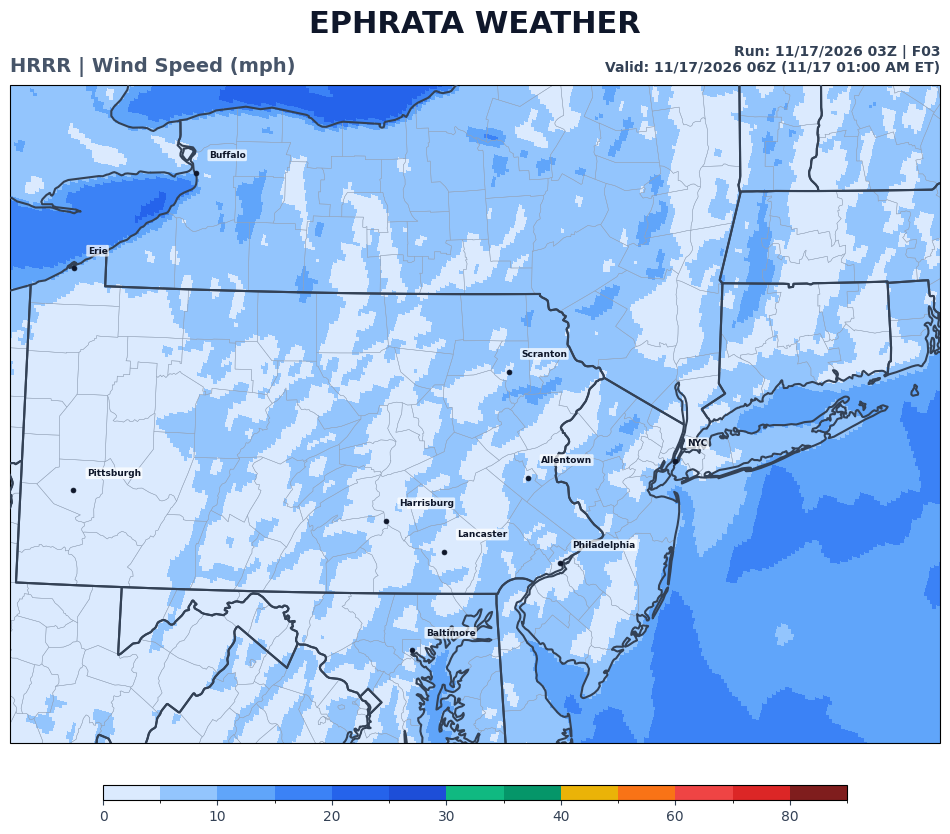 EPHRATA WEATHER
HRRR | Wind Speed (mph)
Run: 11/17/2026 03Z | F03
Valid: 11/17/2026 06Z (11/17 01:00 AM ET)
Buffalo
Erie
Scranton
NYC
Allentown
Pittsburgh
Harrisburg
Lancaster
Philadelphia
Baltimore
0 10 20 30 40 60 80